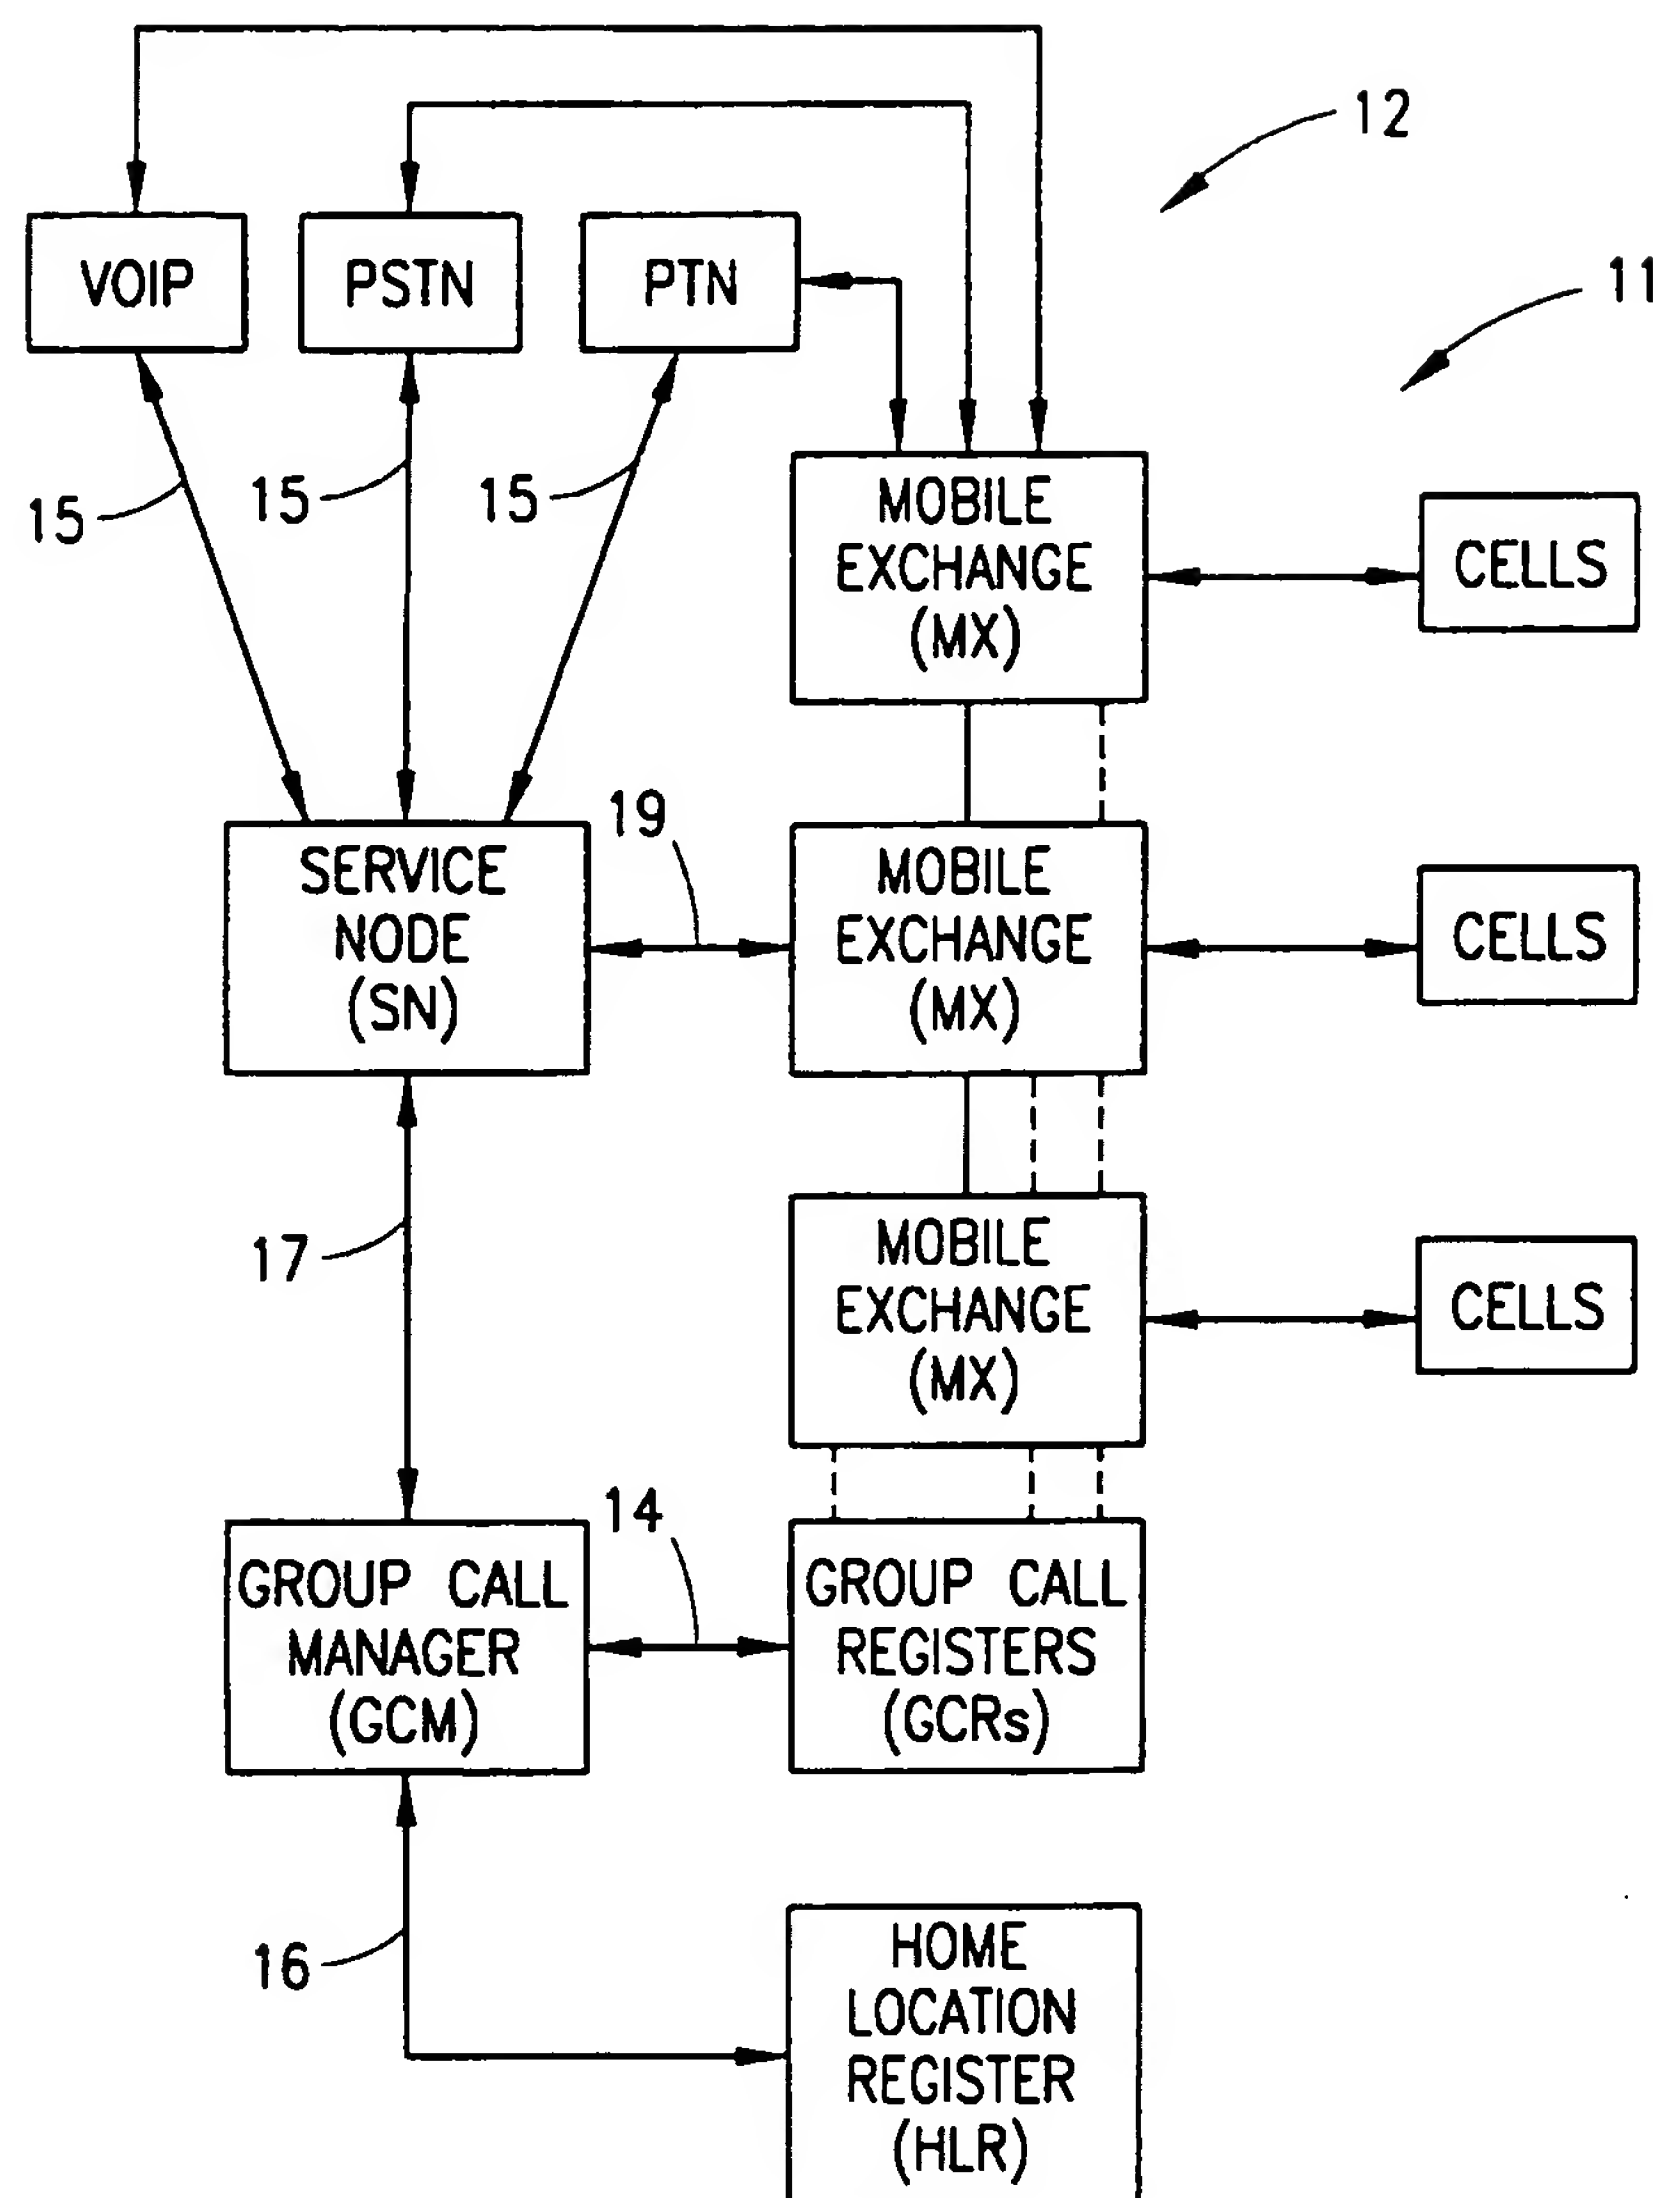 12
11
VOIP
PSTN
PTN
15
15
15
MOBILE
EXCHANGE
(MX)
CELLS
SERVICE
NODE
(SN)
19
MOBILE
EXCHANGE
(MX)
CELLS
17
MOBILE
EXCHANGE
(MX)
CELLS
GROUP CALL
MANAGER
(GCM)
14
GROUP CALL
REGISTERS
(GCRs)
16
HOME
LOCATION
REGISTER
(HLR)